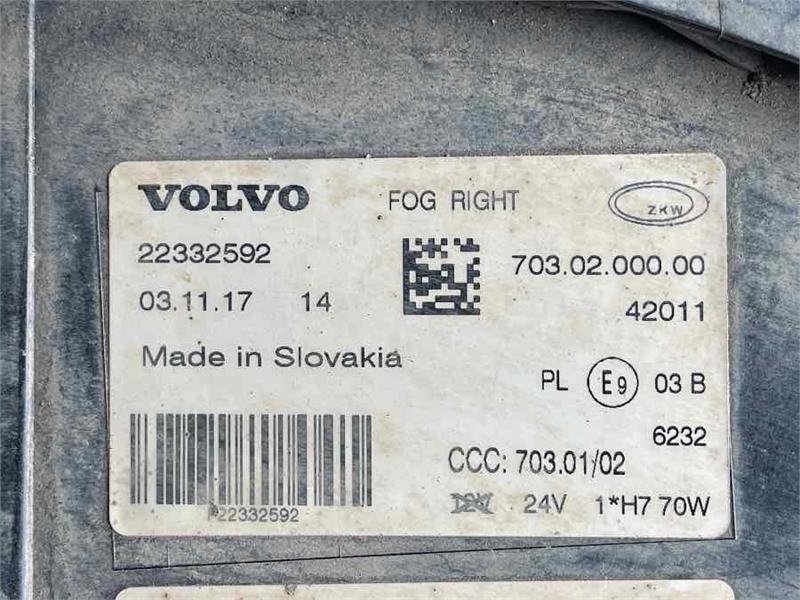 VOLVO FOG RIGHT ZKW
22332592 703.02.000.00
03.11.17 14 42011
Made in Slovakia
PL E9 03 B
6232
CCC: 703.01/02
P22332592 24V 1*H7 70W